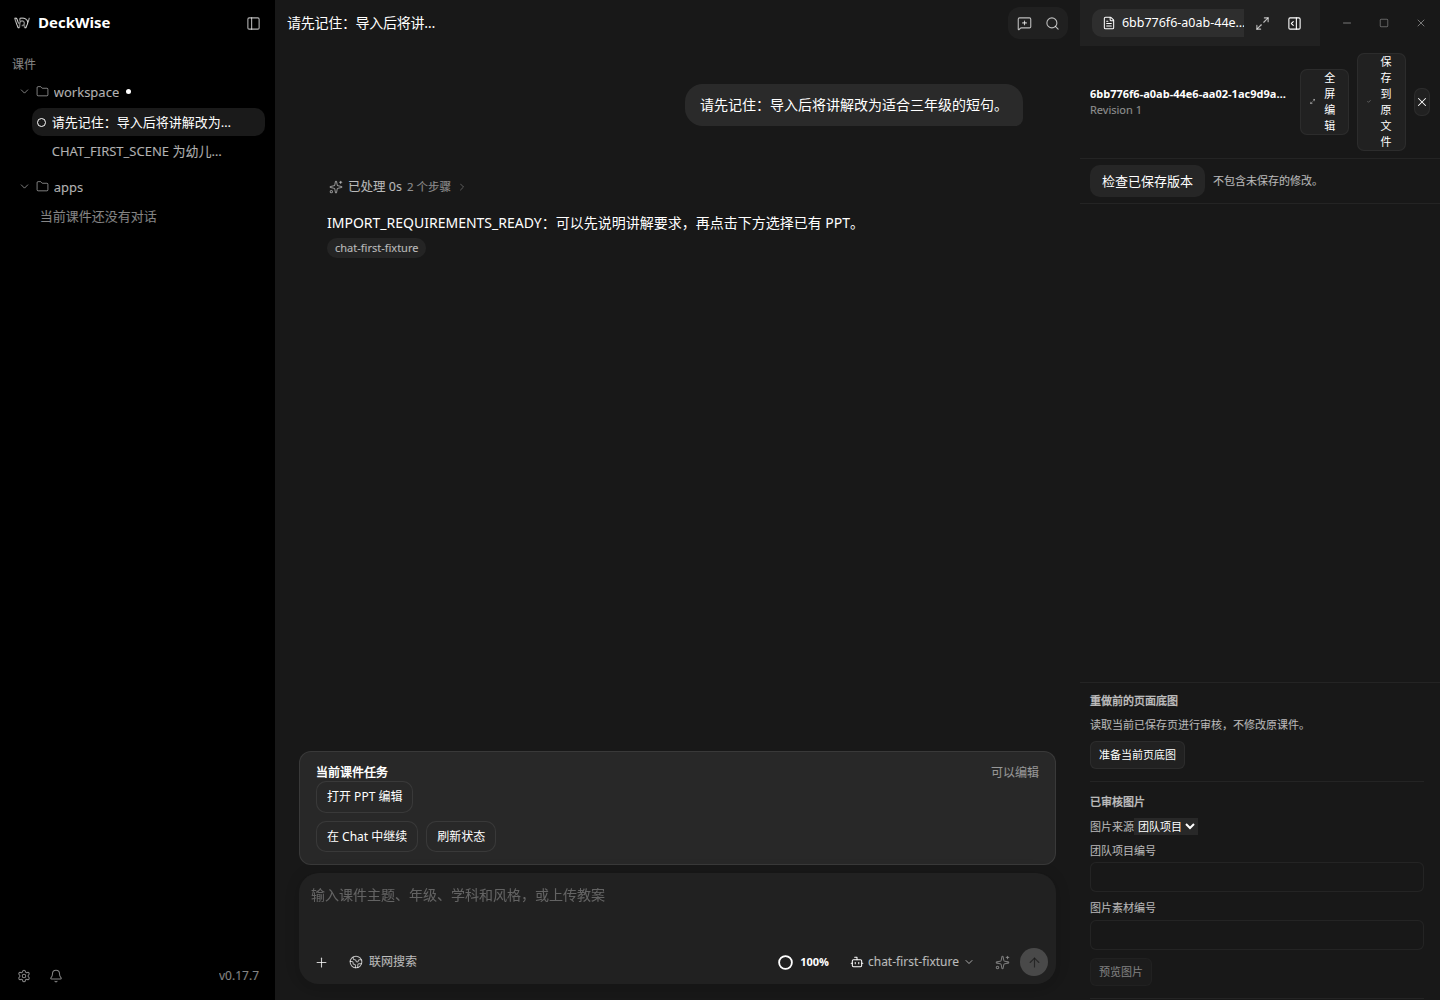 DeckWise
课件
workspace
请先记住：导入后将讲解改为...
CHAT_FIRST_SCENE 为幼儿...
apps
当前课件还没有对话
v0.17.7
请先记住：导入后将讲...
请先记住：导入后将讲解改为适合三年级的短句。
已处理 0s 2 个步骤
IMPORT_REQUIREMENTS_READY：可以先说明讲解要求，再点击下方选择已有 PPT。
chat-first-fixture
当前课件任务
可以编辑
打开 PPT 编辑
在 Chat 中继续
刷新状态
输入课件主题、年级、学科和风格，或上传教案
联网搜索
100%
chat-first-fixture
6bb776f6-a0ab-44e...
6bb776f6-a0ab-44e6-aa02-1ac9d9a...
Revision 1
全屏编辑
保存到原文件
检查已保存版本
不包含未保存的修改。
重做前的页面底图
读取当前已保存页进行审核，不修改原课件。
准备当前页底图
已审核图片
图片来源 团队项目
团队项目编号
图片素材编号
预览图片